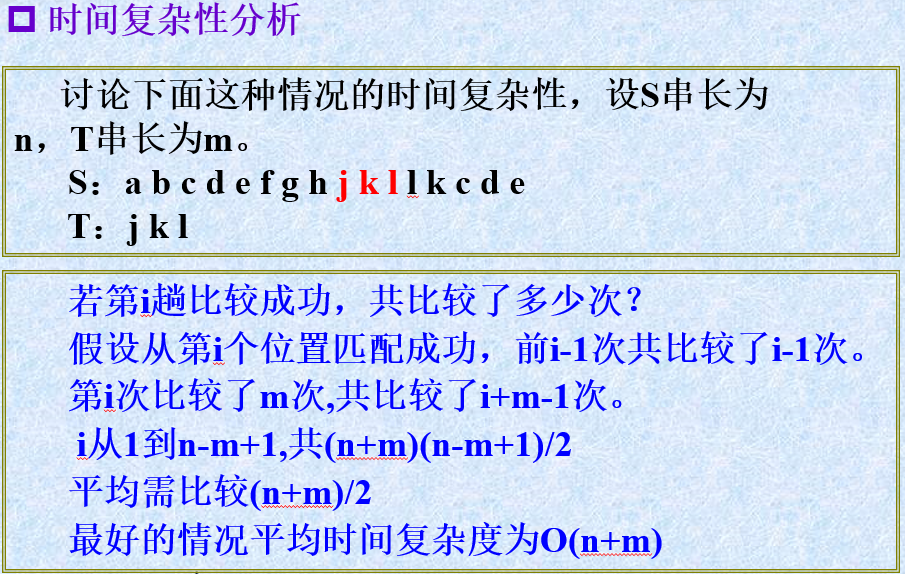 时间复杂性分析
讨论下面这种情况的时间复杂性，设S串长为
n，T串长为m。
S：a b c d e f g h j k l l k c d e
T：j k l
若第i趟比较成功，共比较了多少次？
假设从第i个位置匹配成功，前i-1次共比较了i-1次。
第i次比较了m次,共比较了i+m-1次。
i从1到n-m+1,共(n+m)(n-m+1)/2
平均需比较(n+m)/2
最好的情况平均时间复杂度为O(n+m)